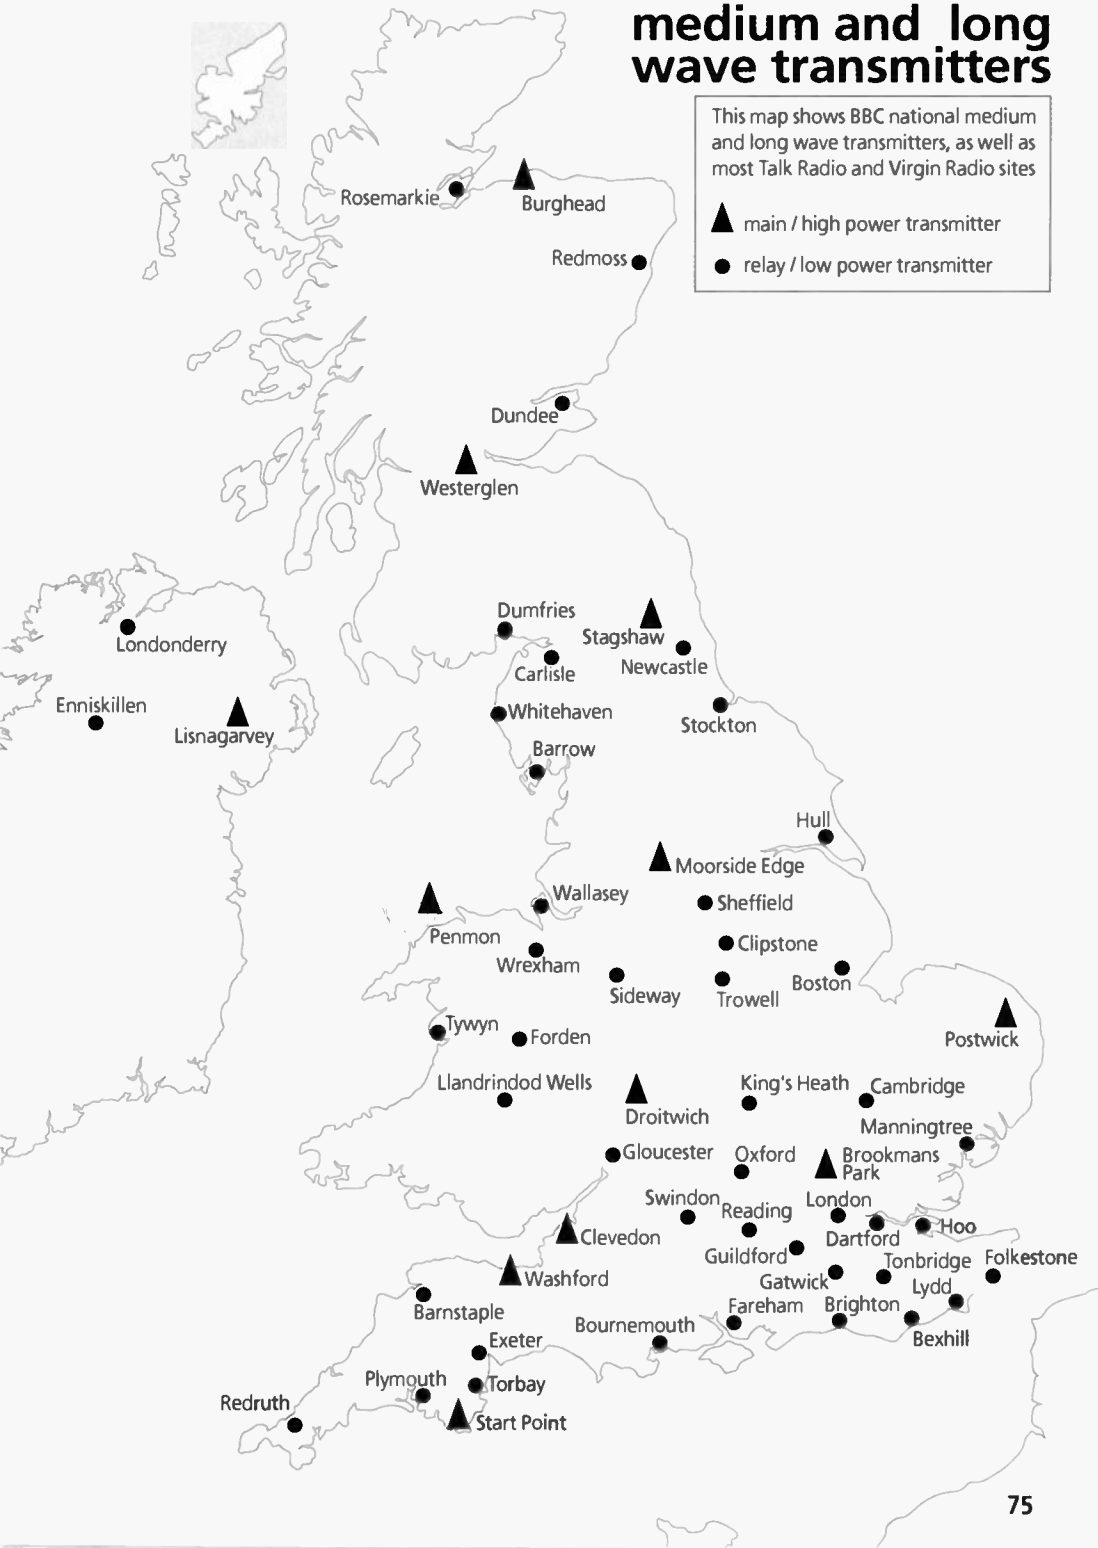 medium and long
wave transmitters
This map shows BBC national medium
and long wave transmitters, as well as
most Talk Radio and Virgin Radio sites
main / high power transmitter
relay / low power transmitter
Rosemarkie
Burghead
Redmoss
Dundee
Westerglen
Dumfries
Stagshaw
Londonderry
Carlisle
Newcastle
Enniskillen
Whitehaven
Stockton
Lisnagarvey
Barrow
Hull
Moorside Edge
Wallasey
Sheffield
Penmon
Clipstone
Wrexham
Boston
Sideway
Trowell
Tywyn
Forden
Postwick
Llandrindod Wells
King's Heath
Cambridge
Droitwich
Manningtree
Gloucester
Oxford
Brookmans
Park
Swindon
London
Reading
Hoo
Clevedon
Dartford
Guildford
Folkestone
Tonbridge
Washford
Gatwick
Lydd
Barnstaple
Fareham
Brighton
Bournemouth
Bexhill
Exeter
Plymouth
Torbay
Redruth
Start Point
75